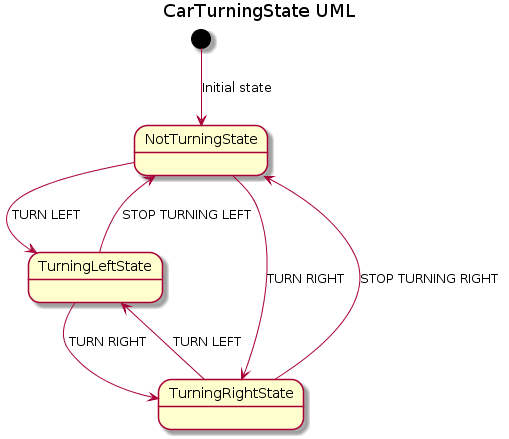 CarTurningState UML
Initial state
NotTurningState
TURN LEFT
STOP TURNING LEFT
TurningLeftState
TURN RIGHT
STOP TURNING RIGHT
TURN RIGHT
TURN LEFT
TurningRightState